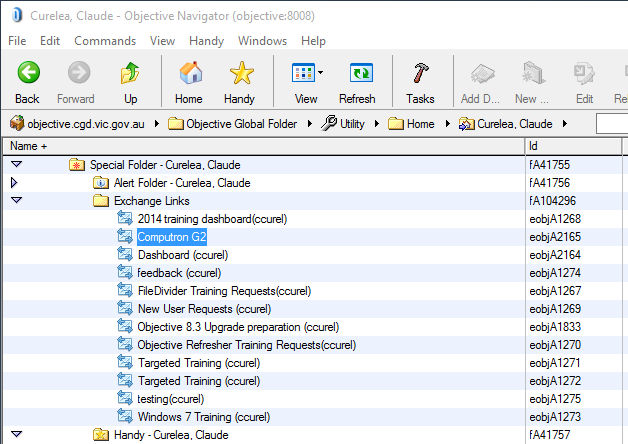 Curelea, Claude - Objective Navigator (objective:8008)
File Edit Commands View Handy Windows Help
Back Forward Up Home Handy View Refresh Tasks Add D... New ... Edit
objective.cgd.vic.gov.au Objective Global Folder Utility Home Curelea, Claude
Name + Id
Special Folder - Curelea, Claude fA41755
Alert Folder - Curelea, Claude fA41756
Exchange Links fA104296
2014 training dashboard(ccurel) eobjA1268
Computron G2 eobjA2165
Dashboard (ccurel) eobjA2164
feedback (ccurel) eobjA1274
FileDivider Training Requests(ccurel) eobjA1267
New User Requests (ccurel) eobjA1269
Objective 8.3 Upgrade preparation (ccurel) eobjA1833
Objective Refresher Training Requests(ccurel) eobjA1270
Targeted Training (ccurel) eobjA1271
Targeted Training (ccurel) eobjA1272
testing(ccurel) eobjA1275
Windows 7 Training (ccurel) eobjA1273
Handy - Curelea, Claude fA41757